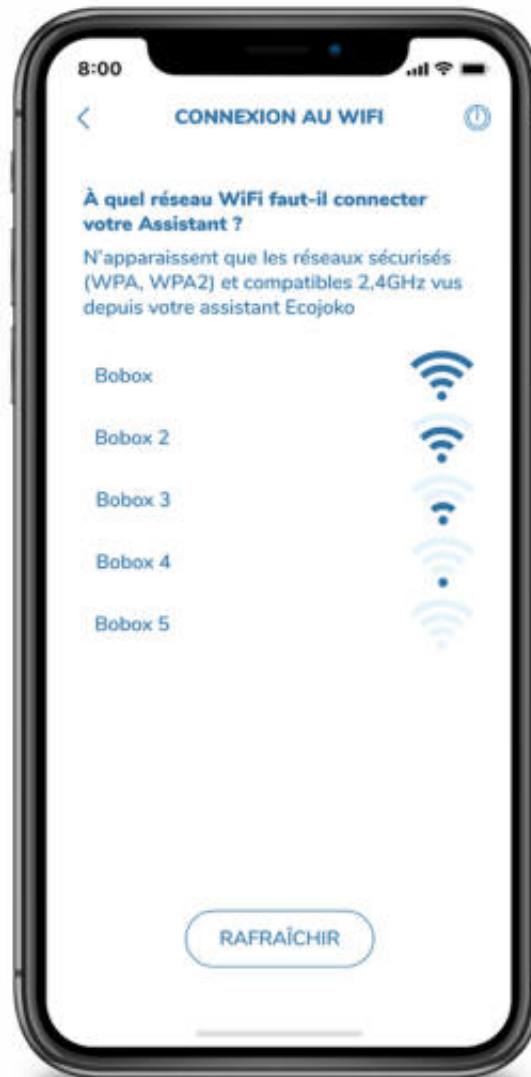 8:00
CONNEXION AU WIFI
À quel réseau WiFi faut-il connecter
votre Assistant ?
N'apparaissent que les réseaux sécurisés
(WPA, WPA2) et compatibles 2,4GHz vus
depuis votre assistant Ecojoko
Bobox
Bobox 2
Bobox 3
Bobox 4
Bobox 5
RAFRAÎCHIR